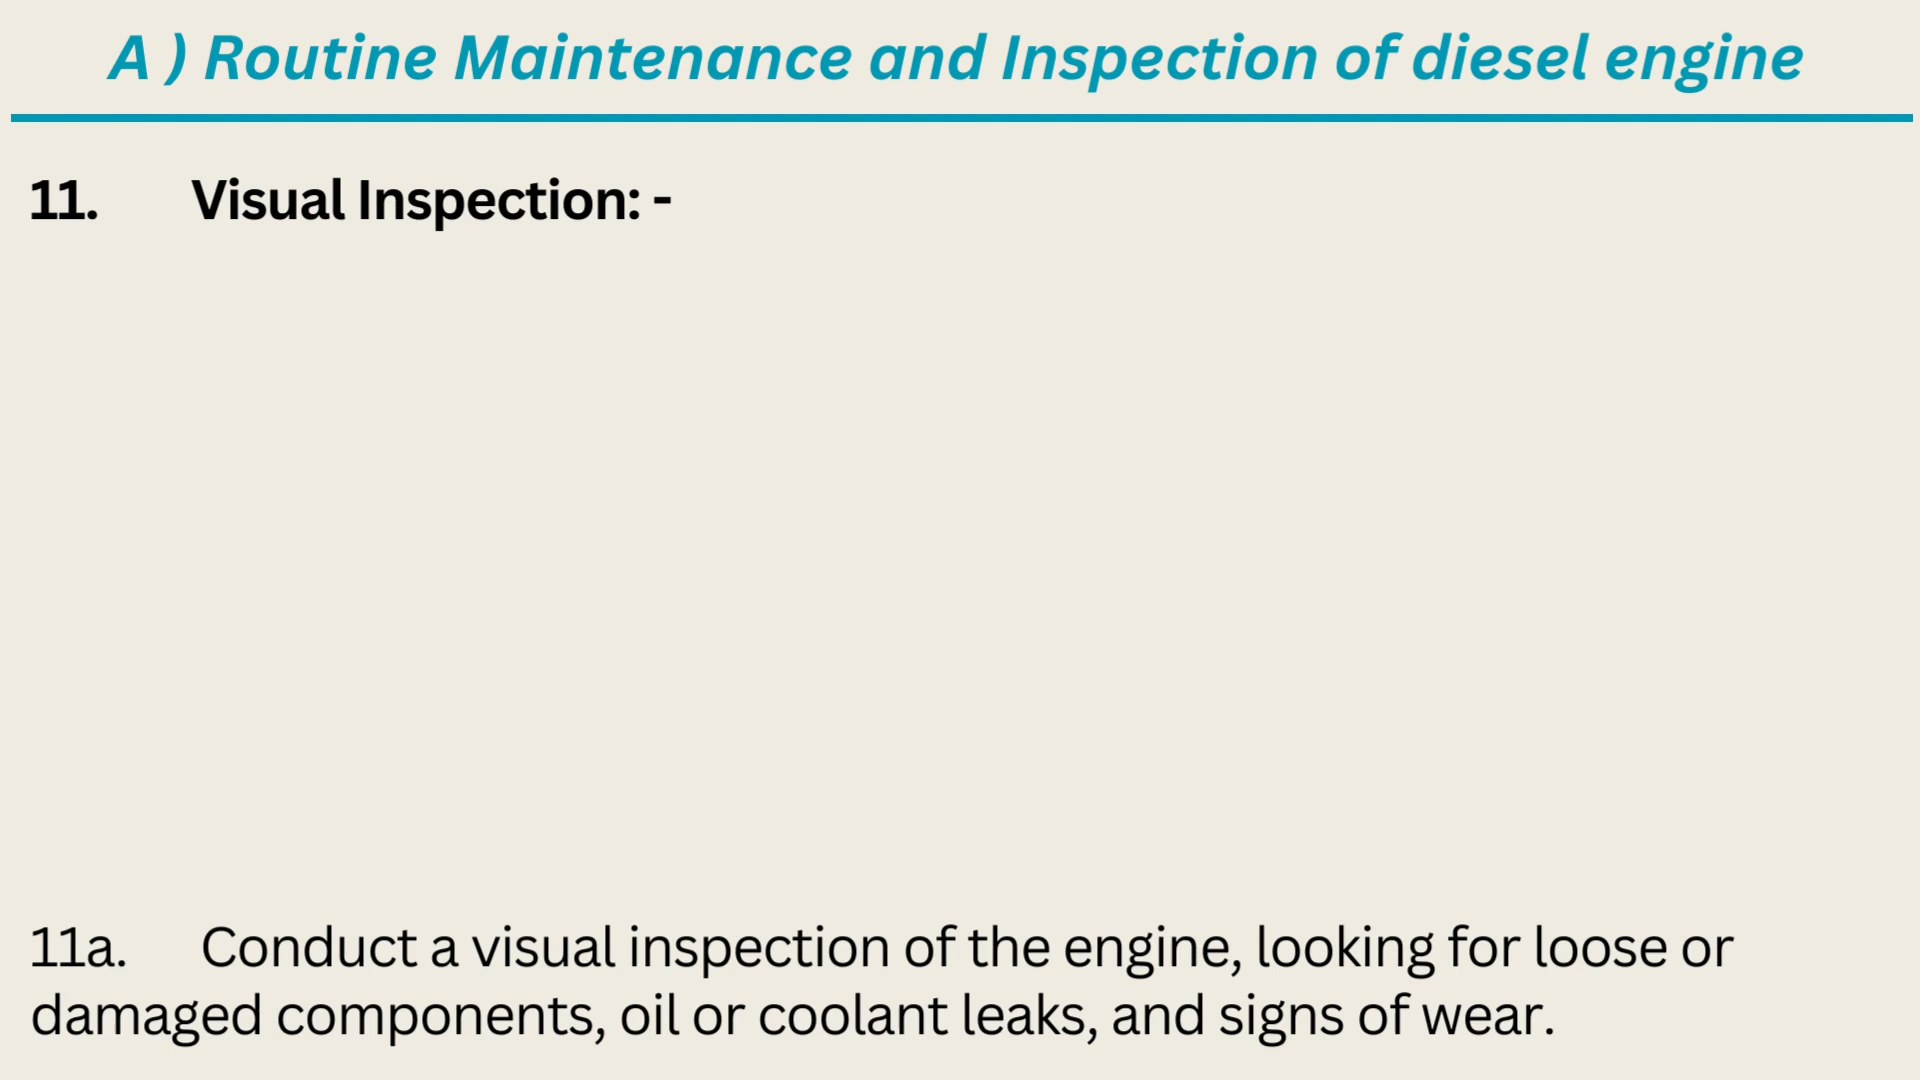 A ) Routine Maintenance and Inspection of diesel engine
11. Visual Inspection: -
11a. Conduct a visual inspection of the engine, looking for loose or
damaged components, oil or coolant leaks, and signs of wear.